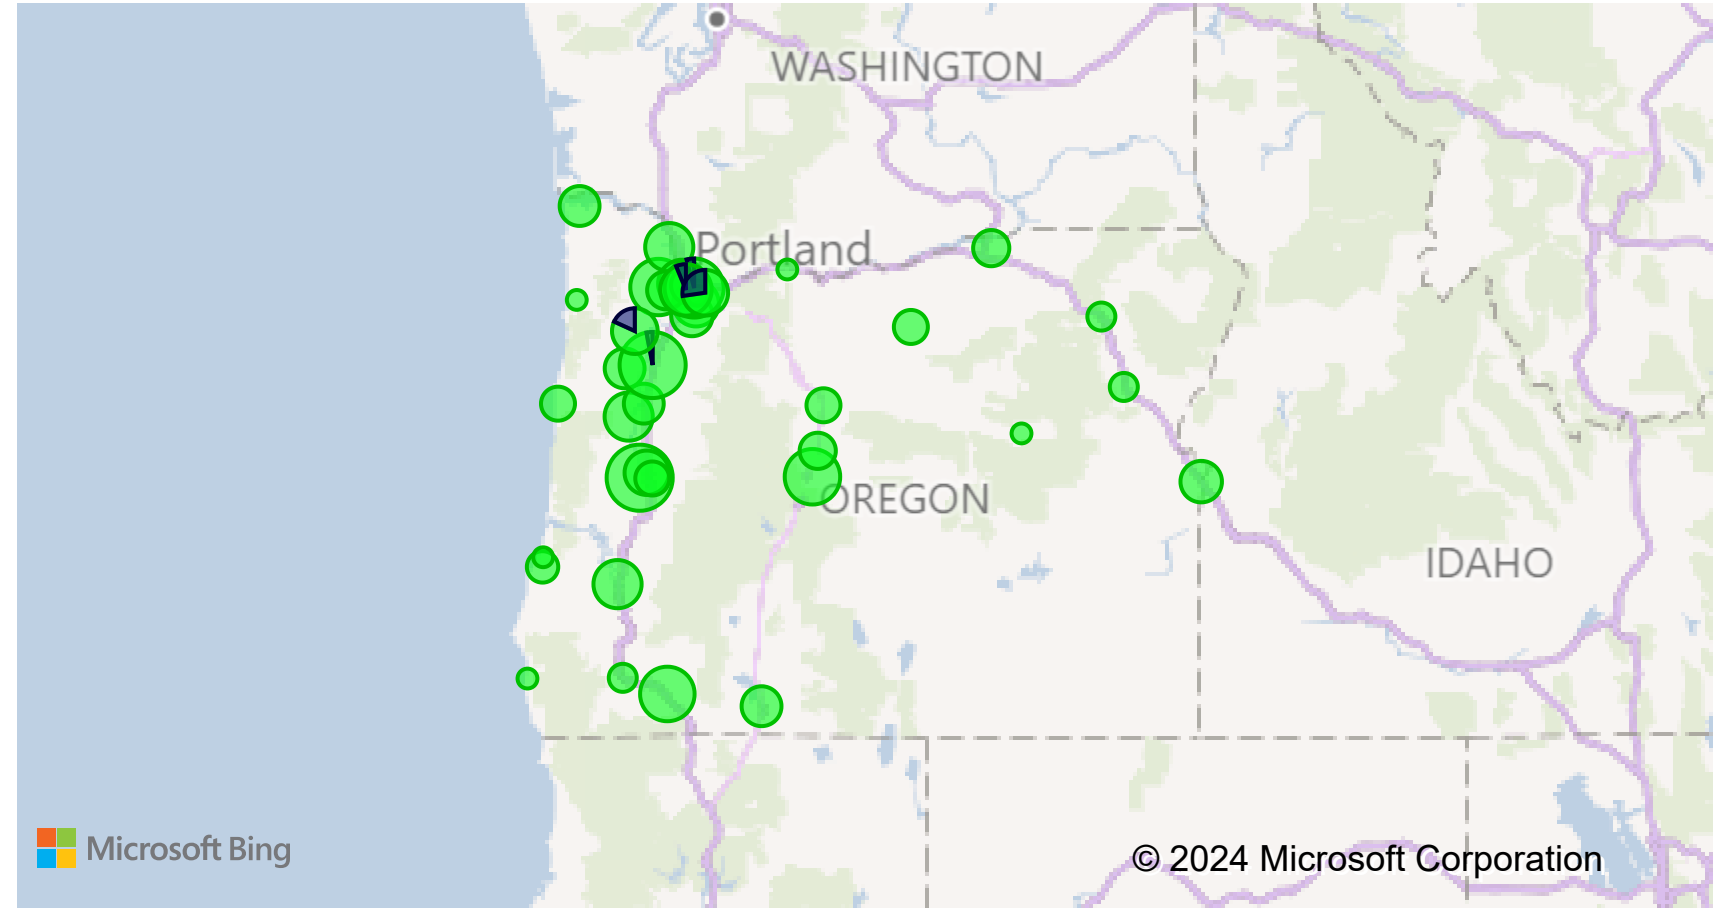 WASHINGTON
Portland
OREGON
IDAHO
Microsoft Bing
© 2024 Microsoft Corporation